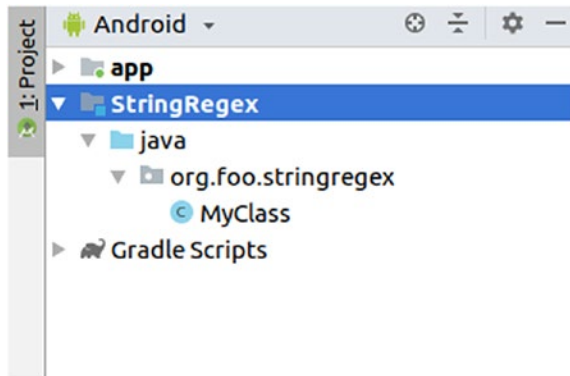 1: Project
Android
app
StringRegex
java
org.foo.stringregex
C MyClass
Gradle Scripts